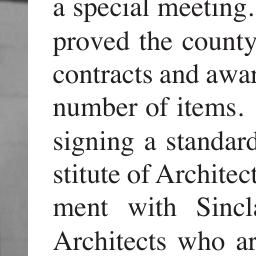 a special meeting.
proved the county
contracts and awar
number of items.
signing a standard
stitute of Architect
ment with Sincla
Architects who ar